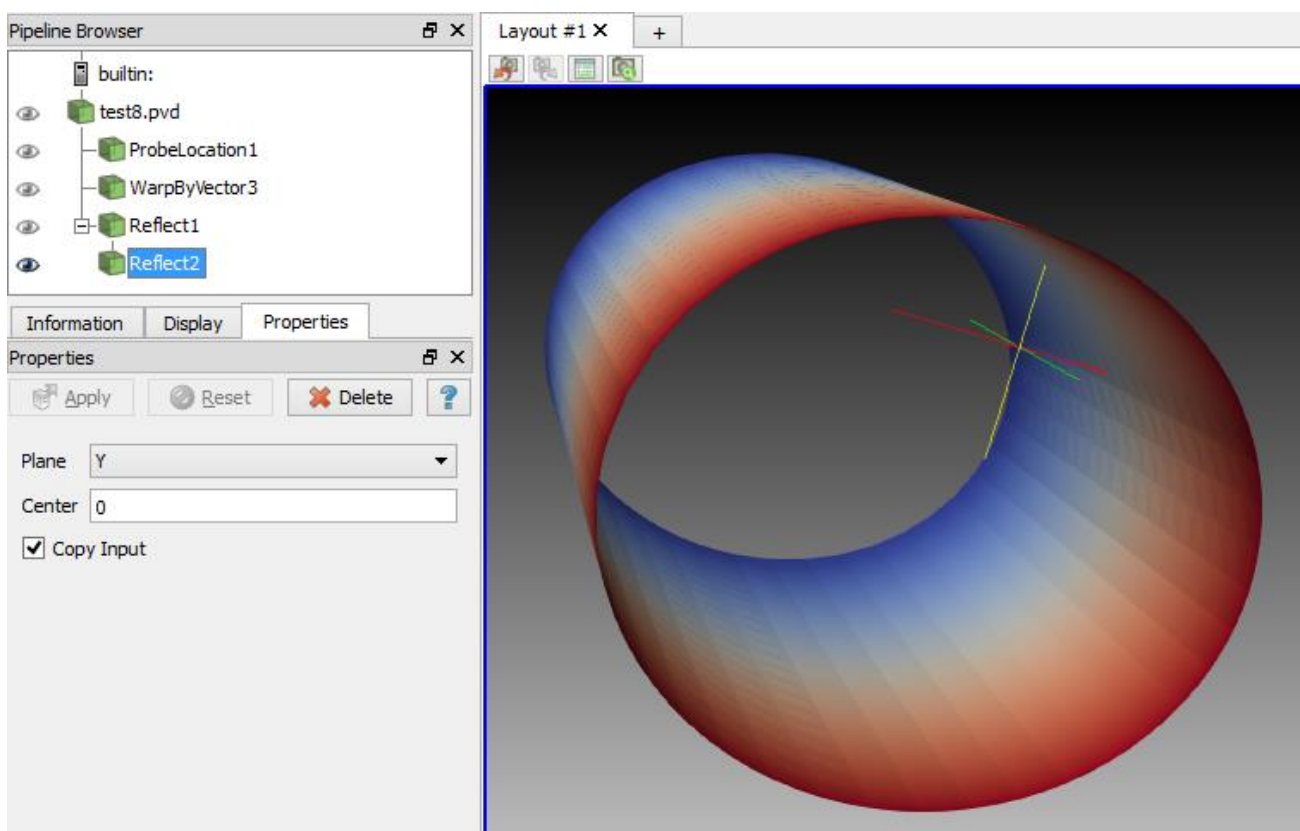 Pipeline Browser
builtin:
test8.pvd
ProbeLocation1
WarpByVector3
Reflect1
Reflect2
Information Display Properties
Properties
Apply Reset Delete ?
Plane Y
Center 0
Copy Input
Layout #1 +